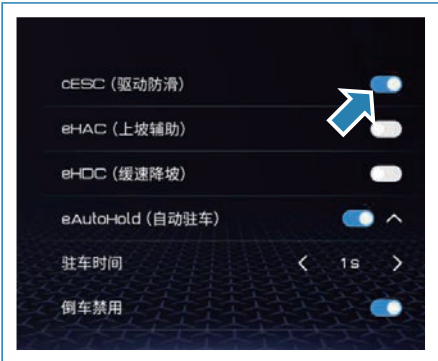 cESC（驱动防滑）
eHAC（上坡辅助）
eHDC（缓速降坡）
eAutoHold（自动驻车）
驻车时间 < 1s >
倒车禁用